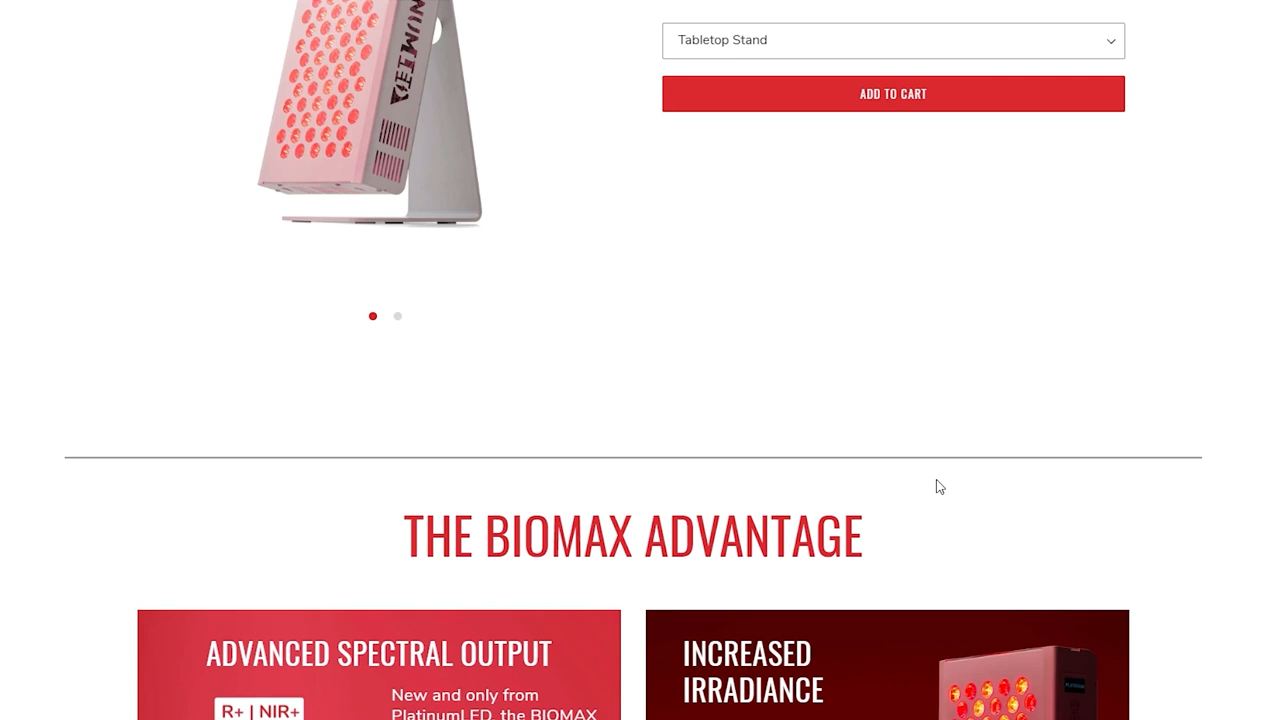 Tabletop Stand
ADD TO CART
THE BIOMAX ADVANTAGE
ADVANCED SPECTRAL OUTPUT
R+ | NIR+
New and only from
PlatinumLED, the BIOMAX
INCREASED
IRRADIANCE